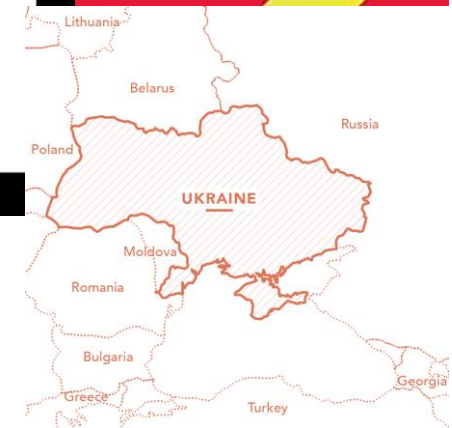 Lithuania
Belarus
Russia
Poland
UKRAINE
Moldova
Romania
Bulgaria
Georgia
Greece
Turkey